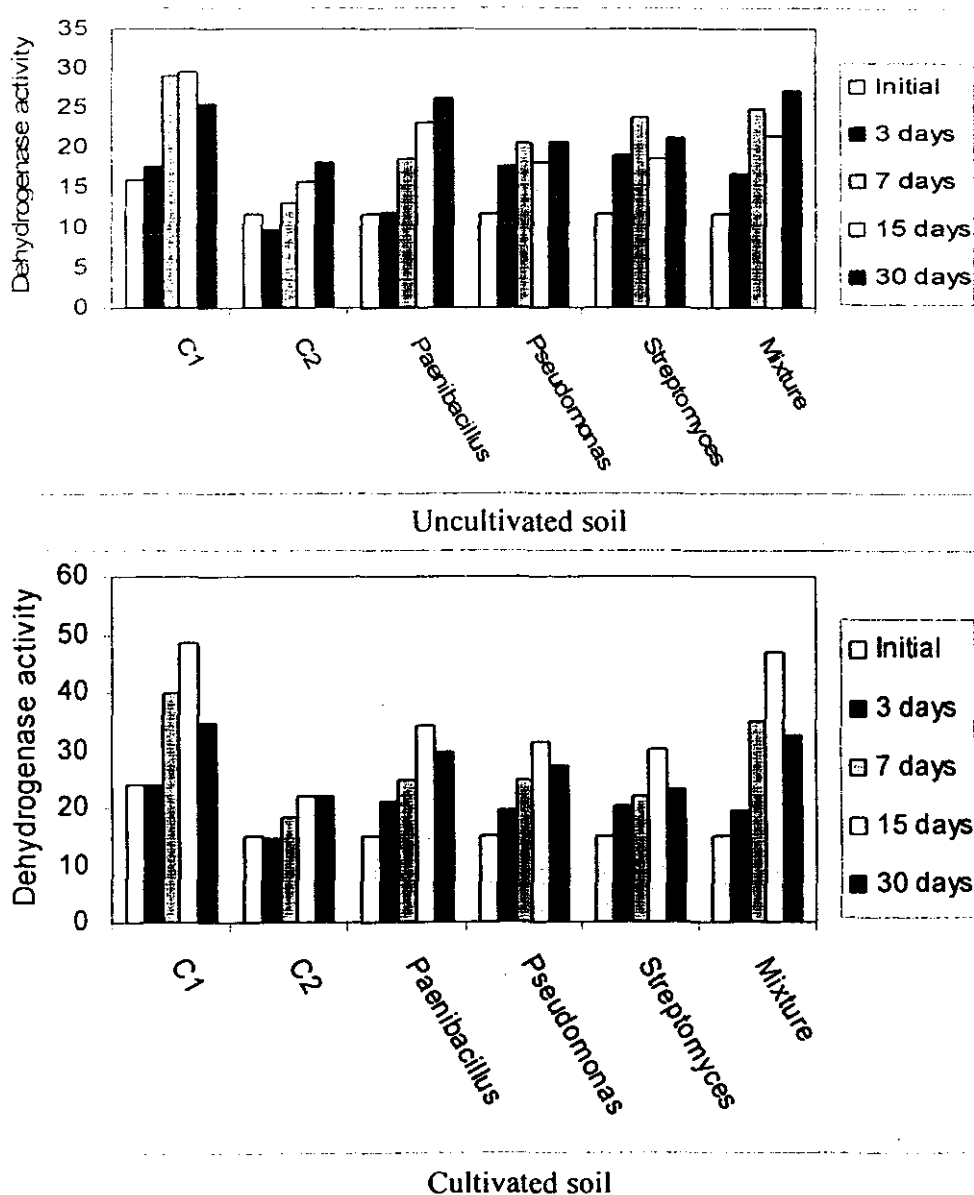 Dehydrogenase activity
35
30
25
20
15
10
5
0
C1
C2
Paenibacillus
Pseudomonas
Streptomyces
Mixture
Initial
3 days
7 days
15 days
30 days
Uncultivated soil
Dehydrogenase activity
60
50
40
30
20
10
0
C1
C2
Paenibacillus
Pseudomonas
Streptomyces
Mixture
Initial
3 days
7 days
15 days
30 days
Cultivated soil